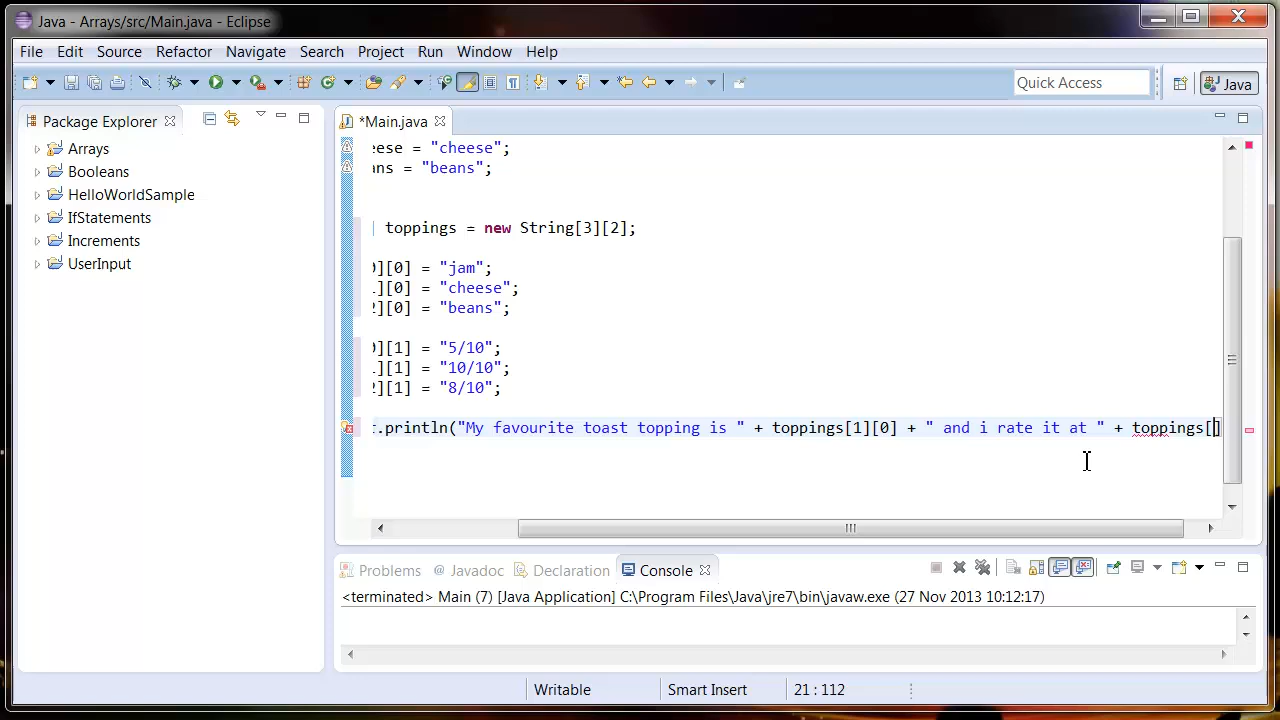 Java - Arrays/src/Main.java - Eclipse
File Edit Source Refactor Navigate Search Project Run Window Help
Quick Access
Java
Package Explorer
Arrays
Booleans
HelloWorldSample
IfStatements
Increments
UserInput
*Main.java
eese = "cheese";
ans = "beans";
toppings = new String[3][2];
][0] = "jam";
][0] = "cheese";
][0] = "beans";
][1] = "5/10";
][1] = "10/10";
][1] = "8/10";
.println("My favourite toast topping is " + toppings[1][0] + " and i rate it at " + toppings[]
Problems
@ Javadoc
Declaration
Console
<terminated> Main (7) [Java Application] C:\Program Files\Java\jre7\bin\javaw.exe (27 Nov 2013 10:12:17)
Writable
Smart Insert
21 : 112